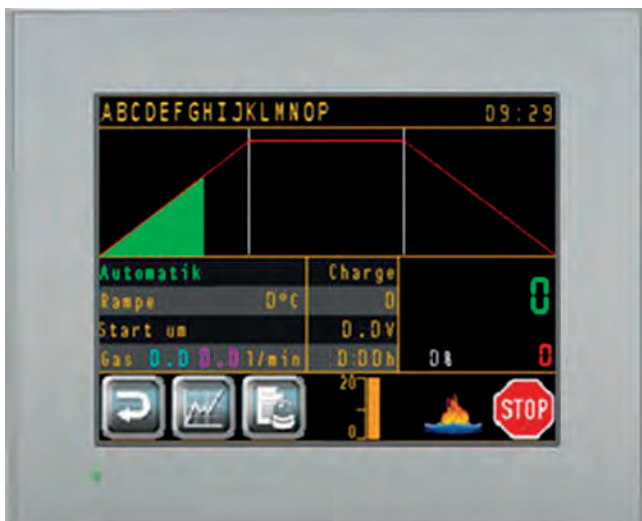 ABCDEFGHIJKLMNOP 09:29
Automatik Charge
Rampe 0°C 0 0
Start um 0.0V
Gas 0.0 0.0 l/min 0:00h 0% 0
20
0
STOP